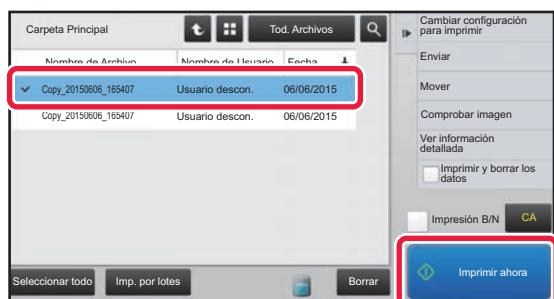 Carpeta Principal
Tod. Archivos
Nombre de Archivo Nombre de Usuario Fecha
Copy_20150606_165407 Usuario descon. 06/06/2015
Copy_20150606_165407 Usuario descon. 06/06/2015
Seleccionar todo
Imp. por lotes
Borrar
Cambiar configuración
para imprimir
Enviar
Mover
Comprobar imagen
Ver información
detallada
Imprimir y borrar los
datos
Impresión B/N
CA
Imprimir ahora